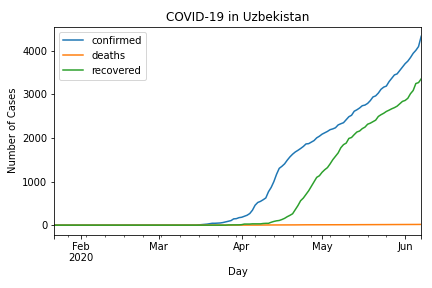 COVID-19 in Uzbekistan
confirmed
deaths
recovered
Number of Cases
4000
3000
2000
1000
0
Feb
2020
Mar
Apr
May
Jun
Day